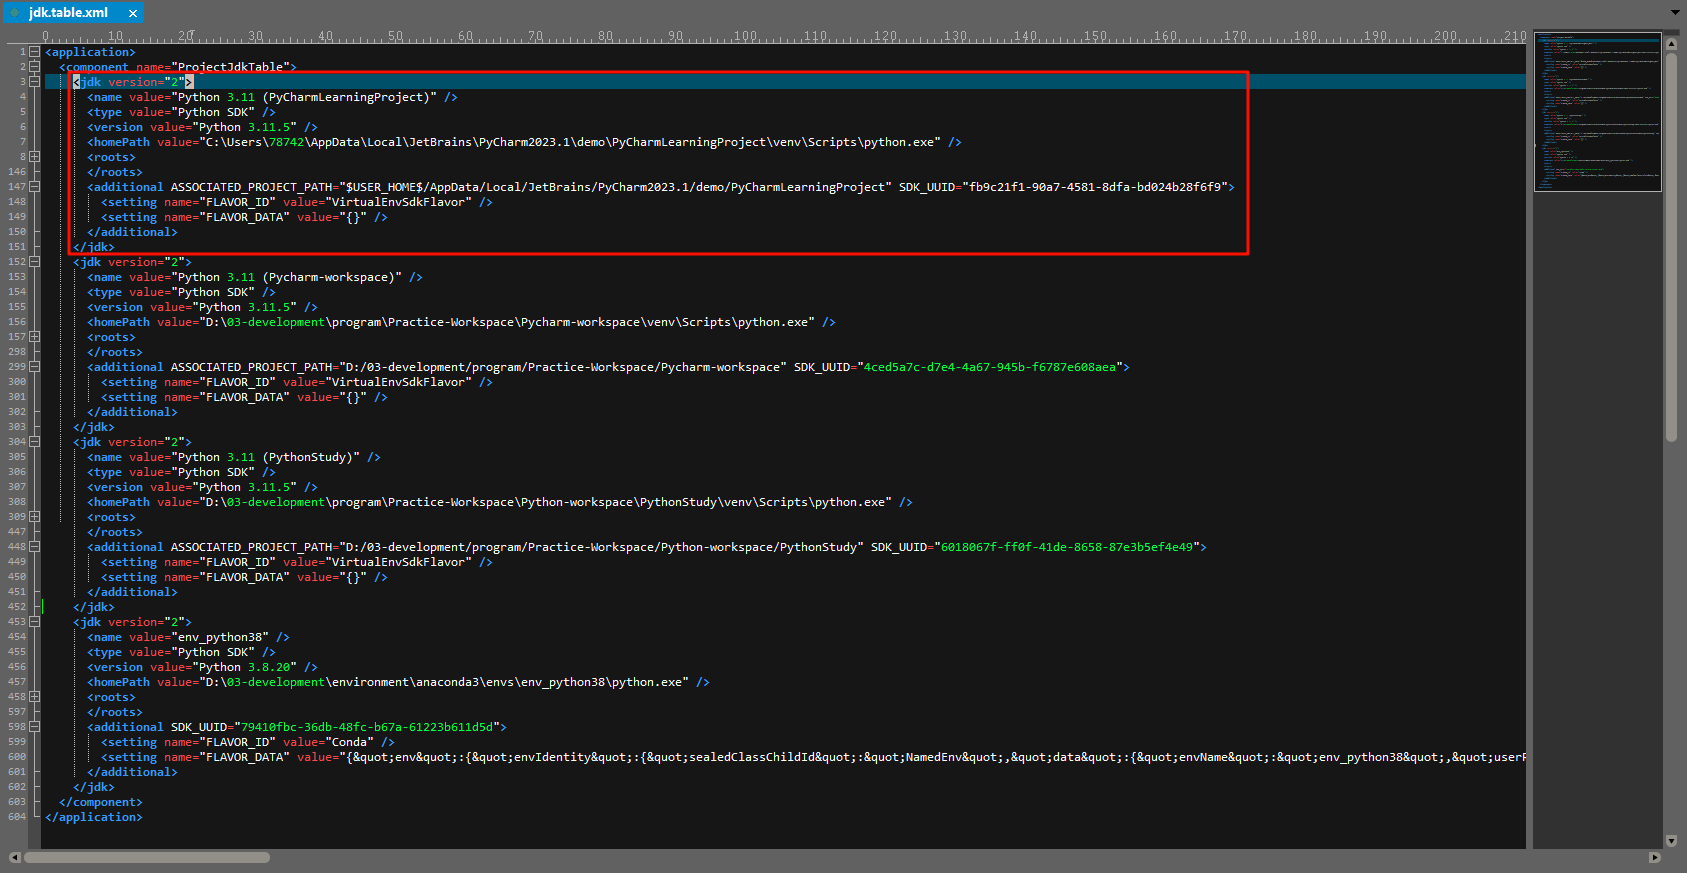 jdk.table.xml ×
0 10 20 30 40 50 60 70 80 90 100 110 120 130 140 150 160 170 180 190 200 210
1 <application>
2 <component name="ProjectJdkTable">
3 <jdk version="2">
4 <name value="Python 3.11 (PyCharmLearningProject)" />
5 <type value="Python SDK" />
6 <version value="Python 3.11.5" />
7 <homePath value="C:\Users\78742\AppData\Local\JetBrains\PyCharm2023.1\demo\PyCharmLearningProject\venv\Scripts\python.exe" />
8 <roots>
146 </roots>
147 <additional ASSOCIATED_PROJECT_PATH="$USER_HOME$/AppData/Local/JetBrains/PyCharm2023.1/demo/PyCharmLearningProject" SDK_UUID="fb9c21f1-90a7-4581-8dfa-bd024b28f6f9">
148 <setting name="FLAVOR_ID" value="VirtualEnvSdkFlavor" />
149 <setting name="FLAVOR_DATA" value="{}" />
150 </additional>
151 </jdk>
152 <jdk version="2">
153 <name value="Python 3.11 (Pycharm-workspace)" />
154 <type value="Python SDK" />
155 <version value="Python 3.11.5" />
156 <homePath value="D:\03-development\program\Practice-Workspace\Pycharm-workspace\venv\Scripts\python.exe" />
157 <roots>
298 </roots>
299 <additional ASSOCIATED_PROJECT_PATH="D:/03-development/program/Practice-Workspace/Pycharm-workspace" SDK_UUID="4ced5a7c-d7e4-4a67-945b-f6787e608aea">
300 <setting name="FLAVOR_ID" value="VirtualEnvSdkFlavor" />
301 <setting name="FLAVOR_DATA" value="{}" />
302 </additional>
303 </jdk>
304 <jdk version="2">
305 <name value="Python 3.11 (PythonStudy)" />
306 <type value="Python SDK" />
307 <version value="Python 3.11.5" />
308 <homePath value="D:\03-development\program\Practice-Workspace\Python-workspace\PythonStudy\venv\Scripts\python.exe" />
309 <roots>
447 </roots>
448 <additional ASSOCIATED_PROJECT_PATH="D:/03-development/program/Practice-Workspace/Python-workspace/PythonStudy" SDK_UUID="6018067f-ff0f-41de-8658-87e3b5ef4e49">
449 <setting name="FLAVOR_ID" value="VirtualEnvSdkFlavor" />
450 <setting name="FLAVOR_DATA" value="{}" />
451 </additional>
452 </jdk>
453 <jdk version="2">
454 <name value="env_python38" />
455 <type value="Python SDK" />
456 <version value="Python 3.8.20" />
457 <homePath value="D:\03-development\environment\anaconda3\envs\env_python38\python.exe" />
458 <roots>
597 </roots>
598 <additional SDK_UUID="79410fbc-36db-48fc-b67a-61223b611d5d">
599 <setting name="FLAVOR_ID" value="Conda" />
600 <setting name="FLAVOR_DATA" value="{&quot;env&quot;:{&quot;envIdentity&quot;:{&quot;sealedClassChildId&quot;:&quot;NamedEnv&quot;,&quot;data&quot;:{&quot;envName&quot;:&quot;env_python38&quot;,&quot;userP
601 </additional>
602 </jdk>
603 </component>
604 </application>